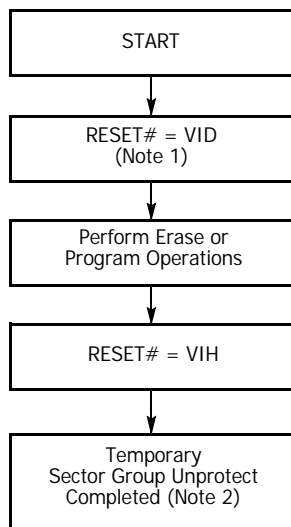 START
RESET# = VID
(Note 1)
Perform Erase or
Program Operations
RESET# = VIH
Temporary
Sector Group Unprotect
Completed (Note 2)